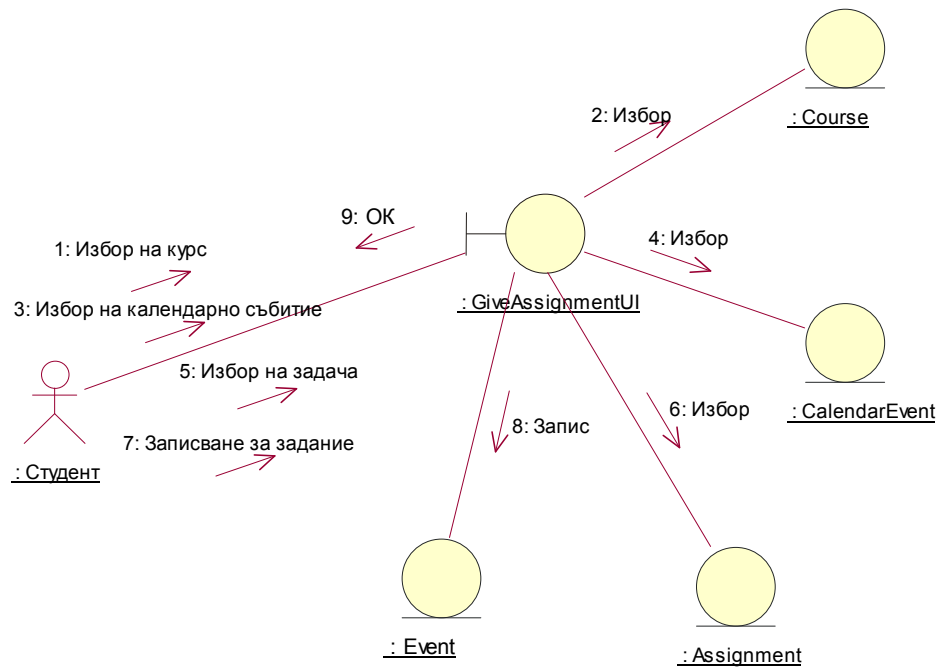 : Course
2: Избор
9: ОК
1: Избор на курс
4: Избор
: GiveAssignmentUI
3: Избор на календарно събитие
5: Избор на задача
6: Избор
: CalendarEvent
8: Запис
7: Записване за задание
: Студент
: Event
: Assignment